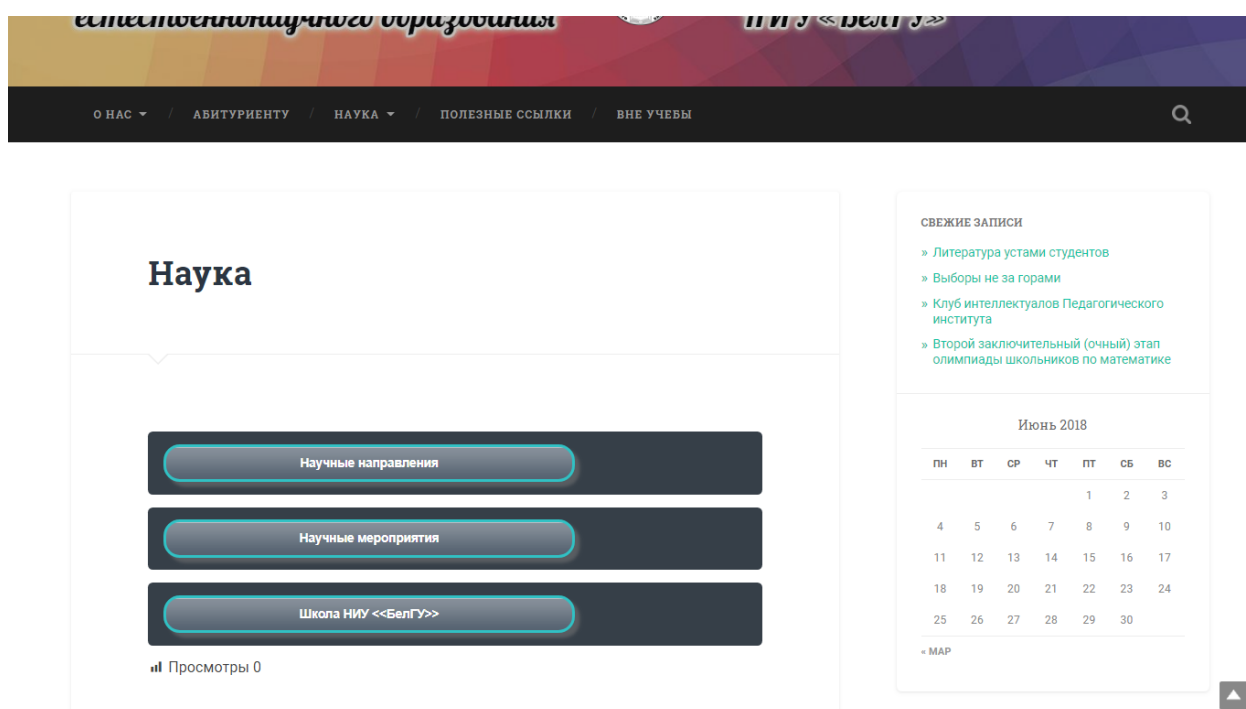 естественнонаучного образования
НИУ «БелГУ»
О НАС / АБИТУРИЕНТУ / НАУКА / ПОЛЕЗНЫЕ ССЫЛКИ / ВНЕ УЧЕБЫ
Наука
Научные направления
Научные мероприятия
Школа НИУ <<БелГУ>>
Просмотры 0
СВЕЖИЕ ЗАПИСИ
» Литература устами студентов
» Выборы не за горами
» Клуб интеллектуалов Педагогического
института
» Второй заключительный (очный) этап
олимпиады школьников по математике
Июнь 2018
ПН ВТ СР ЧТ ПТ СБ ВС
1 2 3
4 5 6 7 8 9 10
11 12 13 14 15 16 17
18 19 20 21 22 23 24
25 26 27 28 29 30
« МАР